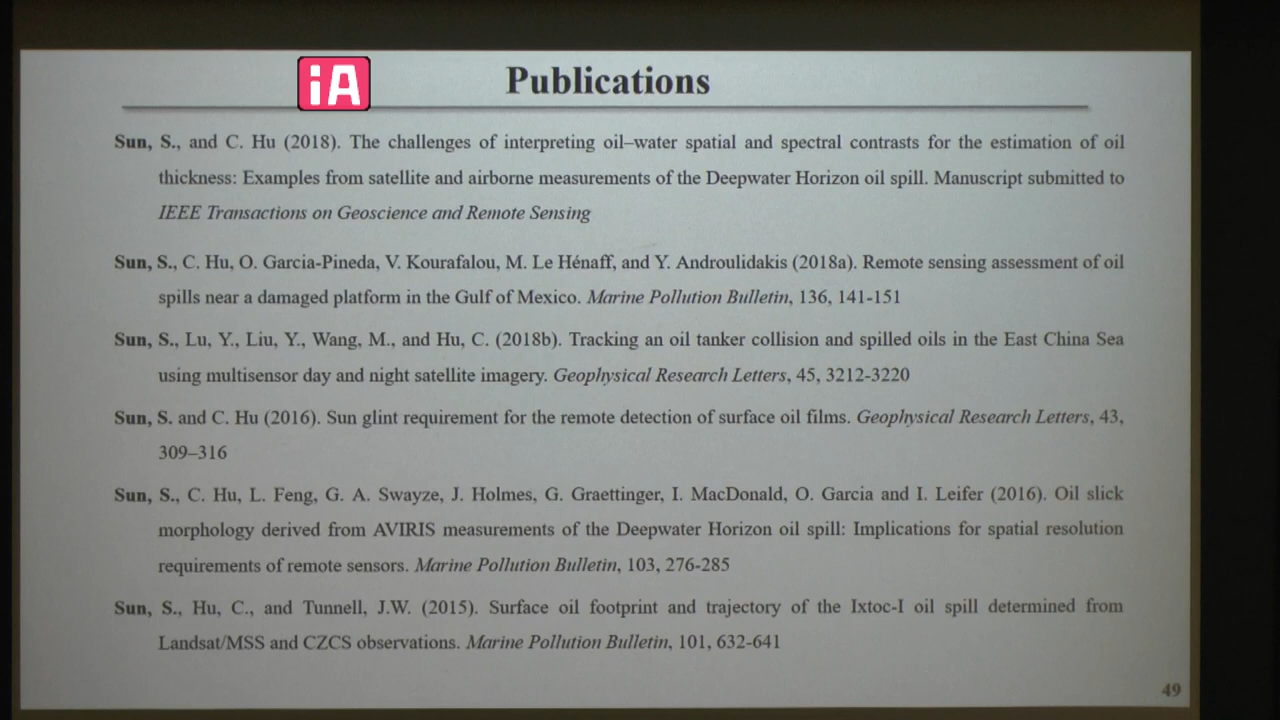 iA
Publications
Sun, S., and C. Hu (2018). The challenges of interpreting oil–water spatial and spectral contrasts for the estimation of oil
thickness: Examples from satellite and airborne measurements of the Deepwater Horizon oil spill. Manuscript submitted to
IEEE Transactions on Geoscience and Remote Sensing
Sun, S., C. Hu, O. Garcia-Pineda, V. Kourafalou, M. Le Hénaff, and Y. Androulidakis (2018a). Remote sensing assessment of oil
spills near a damaged platform in the Gulf of Mexico. Marine Pollution Bulletin, 136, 141-151
Sun, S., Lu, Y., Liu, Y., Wang, M., and Hu, C. (2018b). Tracking an oil tanker collision and spilled oils in the East China Sea
using multisensor day and night satellite imagery. Geophysical Research Letters, 45, 3212-3220
Sun, S. and C. Hu (2016). Sun glint requirement for the remote detection of surface oil films. Geophysical Research Letters, 43,
309–316
Sun, S., C. Hu, L. Feng, G. A. Swayze, J. Holmes, G. Graettinger, I. MacDonald, O. Garcia and I. Leifer (2016). Oil slick
morphology derived from AVIRIS measurements of the Deepwater Horizon oil spill: Implications for spatial resolution
requirements of remote sensors. Marine Pollution Bulletin, 103, 276-285
Sun, S., Hu, C., and Tunnell, J.W. (2015). Surface oil footprint and trajectory of the Ixtoc-I oil spill determined from
Landsat/MSS and CZCS observations. Marine Pollution Bulletin, 101, 632-641
49